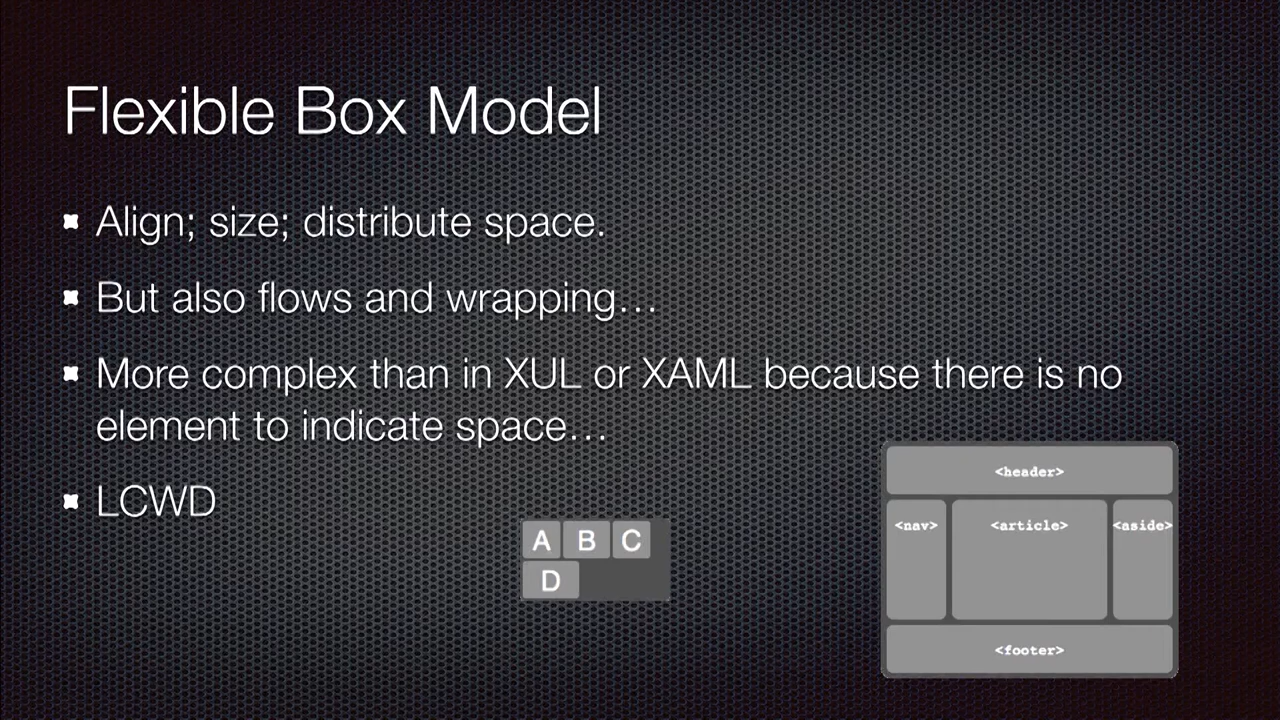 Flexible Box Model
Align; size; distribute space.
But also flows and wrapping…
More complex than in XUL or XAML because there is no
element to indicate space…
LCWD
A B C
D
<header>
<nav> <article> <aside>
<footer>